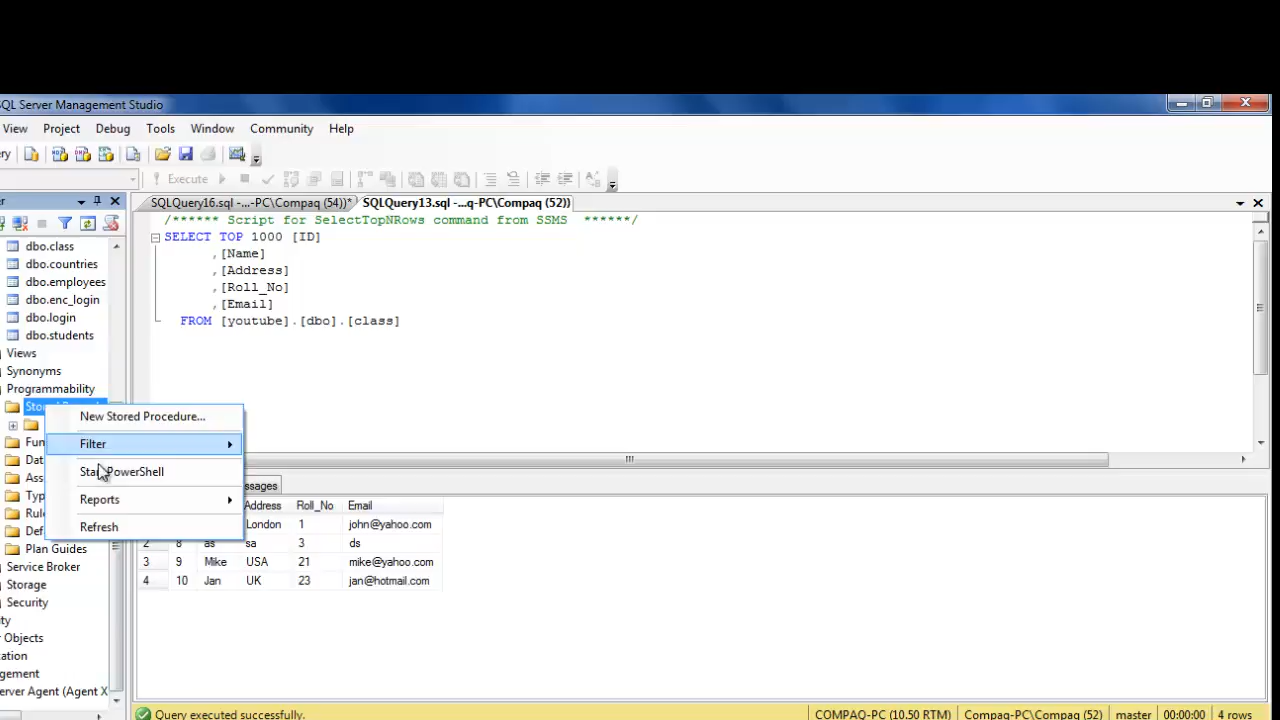 SQL Server Management Studio
View Project Debug Tools Window Community Help
Execute
SQLQuery16.sql -...-PC\Compaq (54))* SQLQuery13.sql -...q-PC\Compaq (52))
/****** Script for SelectTopNRows command from SSMS ******/
SELECT TOP 1000 [ID]
,[Name]
,[Address]
,[Roll_No]
,[Email]
FROM [youtube].[dbo].[class]
dbo.class
dbo.countries
dbo.employees
dbo.enc_login
dbo.login
dbo.students
Views
Synonyms
Programmability
Plan Guides
Service Broker
Storage
Security
Objects
Server Agent (Agent X
New Stored Procedure...
Filter
Start PowerShell
Reports
Refresh
Address Roll_No Email
London 1 john@yahoo.com
2 8 as sa 3 ds
3 9 Mike USA 21 mike@yahoo.com
4 10 Jan UK 23 jan@hotmail.com
Query executed successfully. COMPAQ-PC (10.50 RTM) Compaq-PC\Compaq (52) master 00:00:00 4 rows